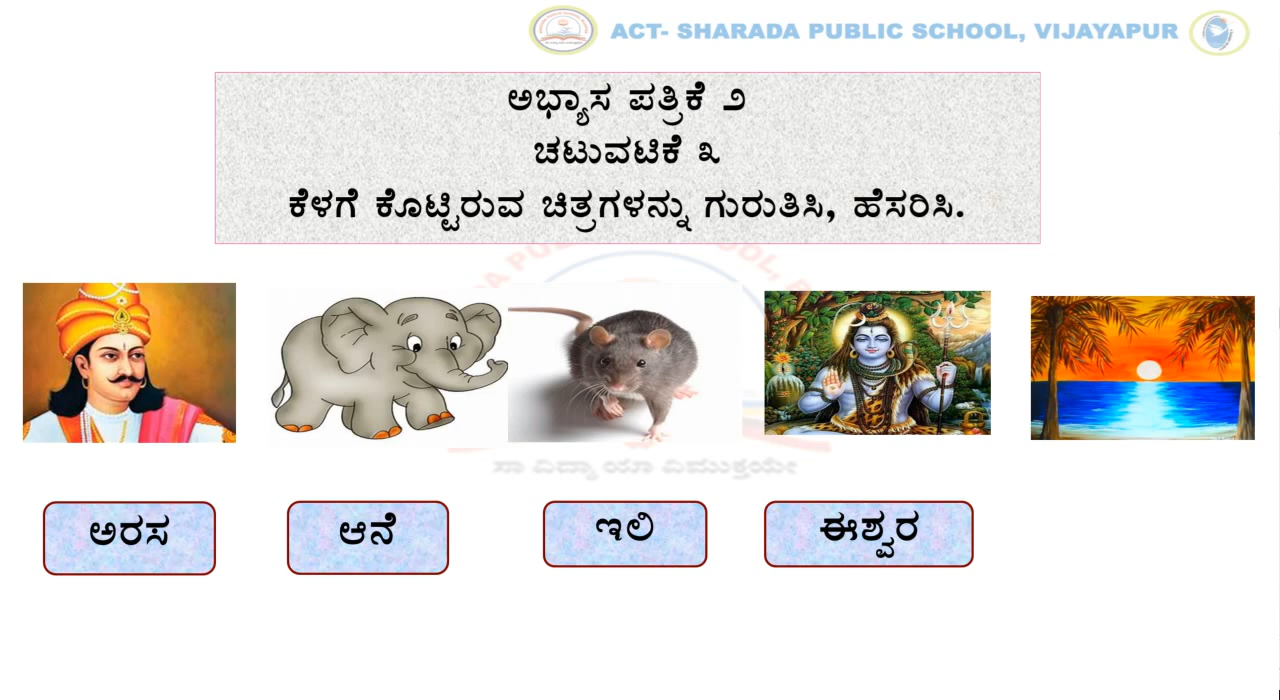 ACT- SHARADA PUBLIC SCHOOL, VIJAYAPUR
ಅಭ್ಯಾಸ ಪತ್ರಿಕೆ ೨
ಚಟುವಟಿಕೆ ೩
ಕೆಳಗೆ ಕೊಟ್ಟಿರುವ ಚಿತ್ರಗಳನ್ನು ಗುರುತಿಸಿ, ಹೆಸರಿಸಿ.
ಸಾ ವಿದ್ಯಾ ಯಾ ವಿಮುಕ್ತಯೇ
ಅರಸ
ಆನೆ
ಇಲಿ
ಈಶ್ವರ